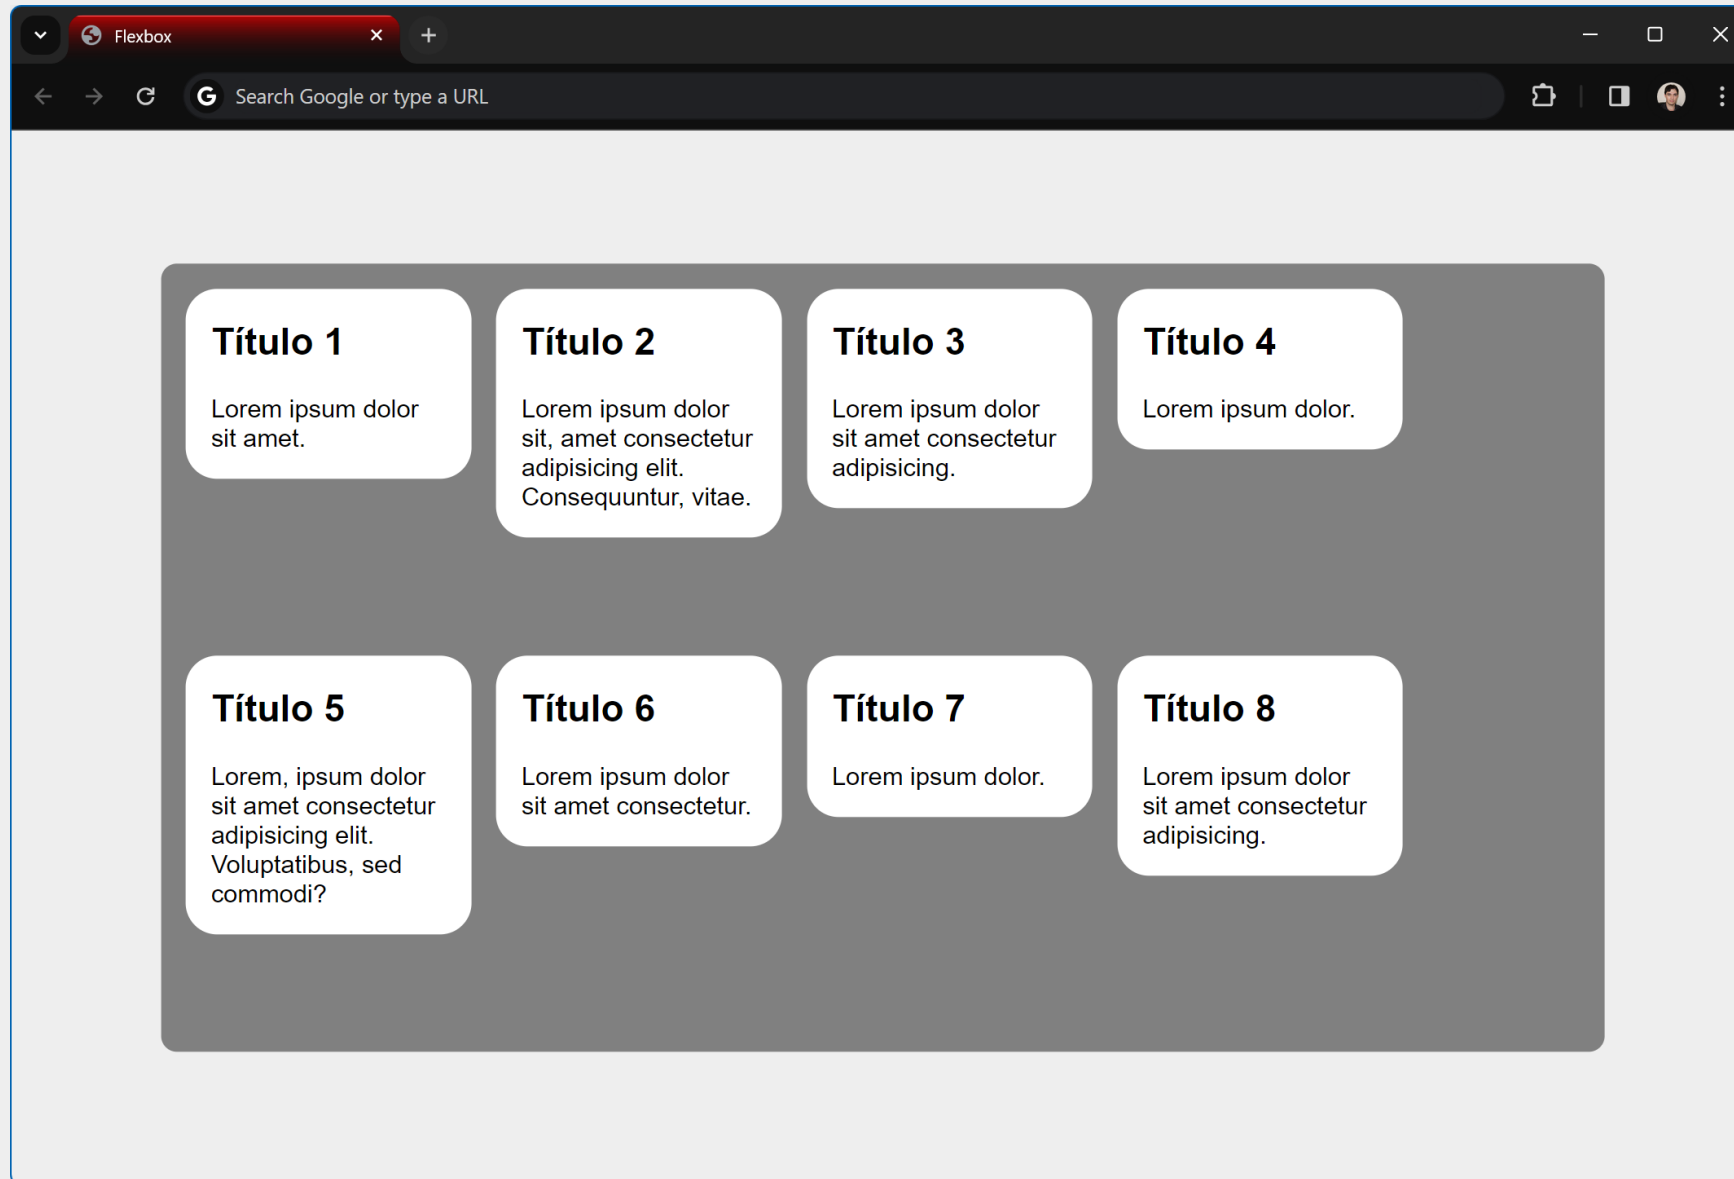 Flexbox
Search Google or type a URL
Título 1
Lorem ipsum dolor
sit amet.
Título 2
Lorem ipsum dolor
sit, amet consectetur
adipisicing elit.
Consequuntur, vitae.
Título 3
Lorem ipsum dolor
sit amet consectetur
adipisicing.
Título 4
Lorem ipsum dolor.
Título 5
Lorem, ipsum dolor
sit amet consectetur
adipisicing elit.
Voluptatibus, sed
commodi?
Título 6
Lorem ipsum dolor
sit amet consectetur.
Título 7
Lorem ipsum dolor.
Título 8
Lorem ipsum dolor
sit amet consectetur
adipisicing.